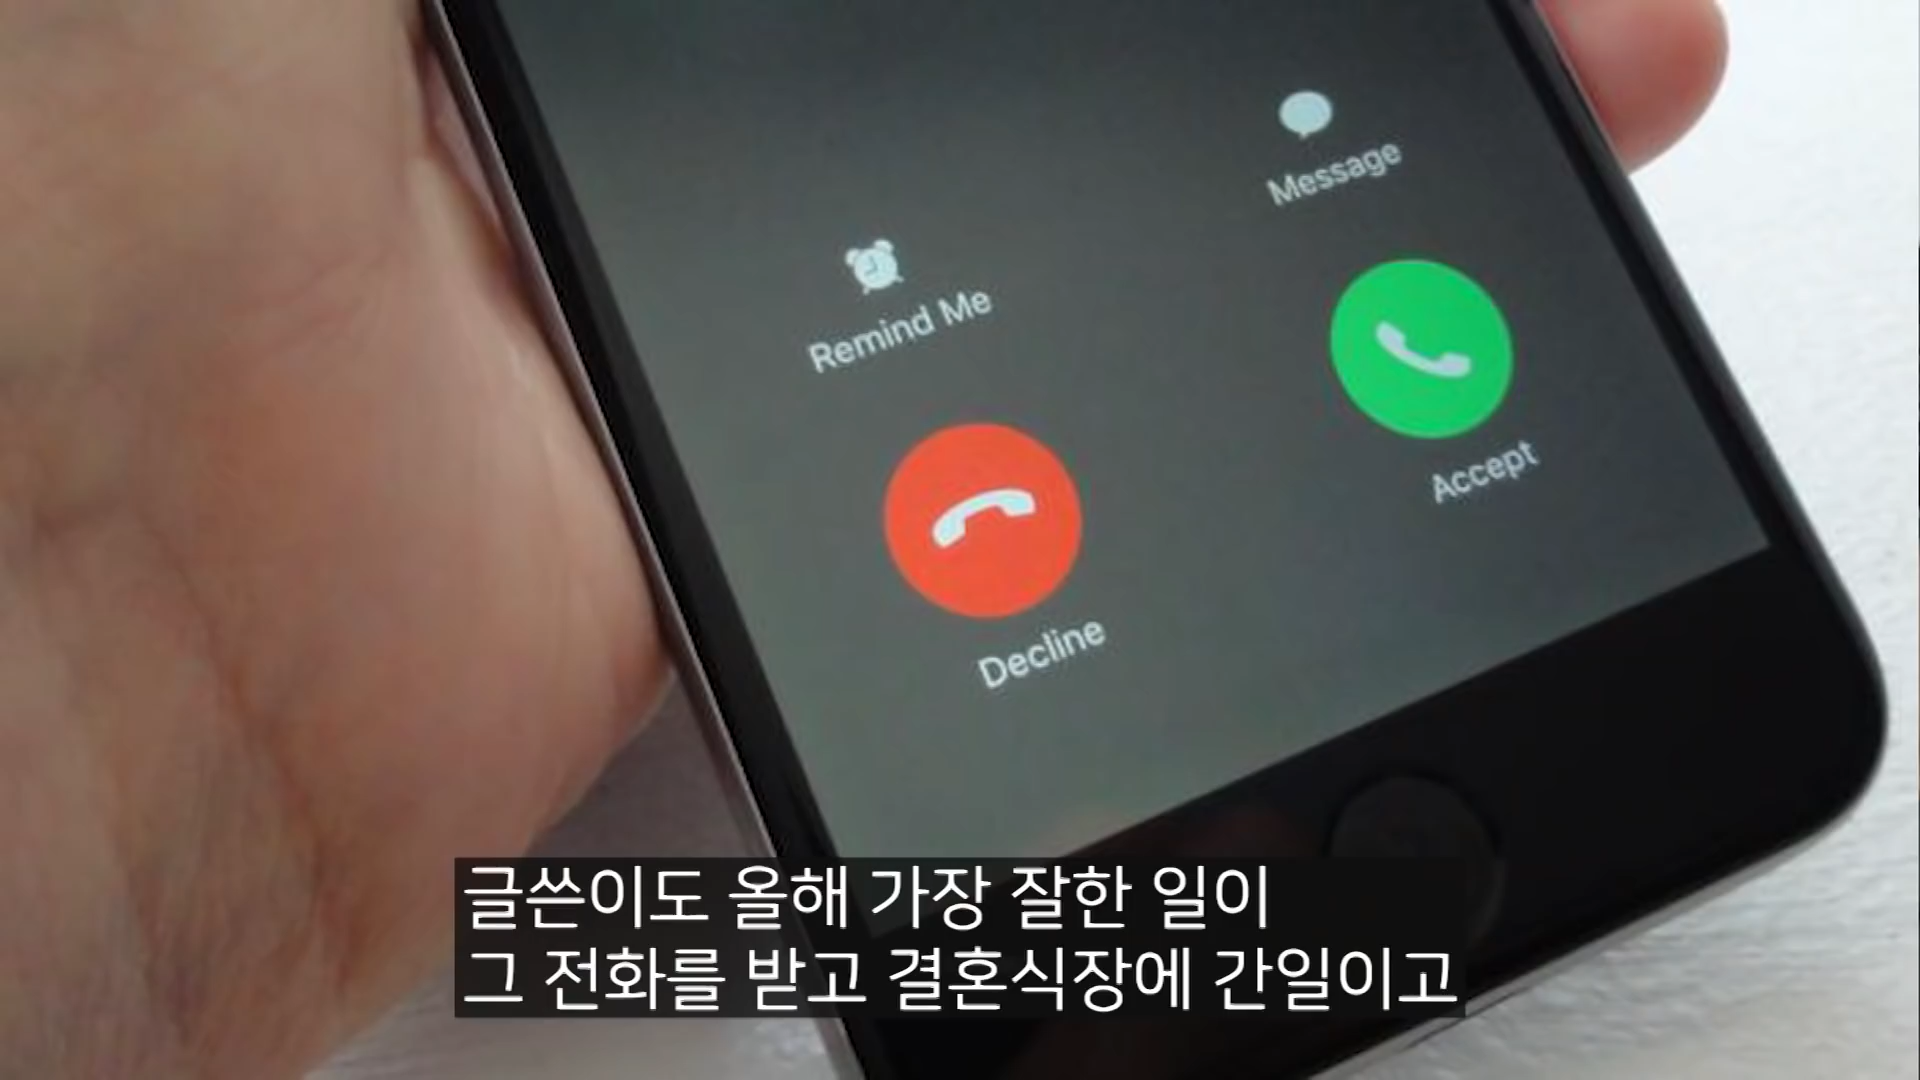 Message
Remind Me
Accept
Decline
글쓴이도 올해 가장 잘한 일이
그 전화를 받고 결혼식장에 간일이고